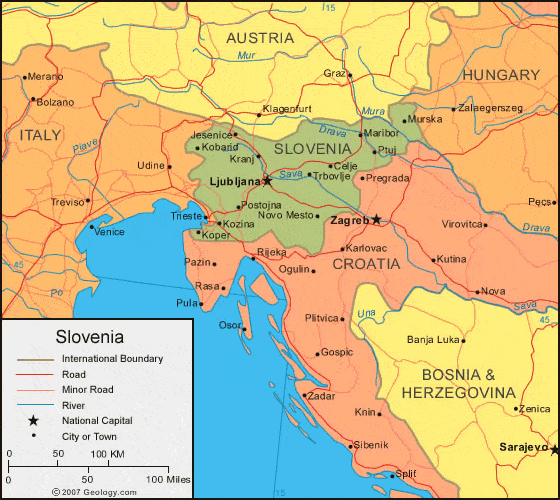 15
AUSTRIA
Mur
Graz
HUNGARY
Merano
Bolzano
Klagenfurt
Mura
Zalaegerszeg
Murska
ITALY
Jesenice
Drava
Maribor
Kobarid
SLOVENIA
Ptuj
Piave
Kranj
Udine
Celje
Ljubljana
Sava
Trbovlje
Pregrada
Treviso
Postojna
Pecs
Trieste
Novo Mesto
Zagreb
Kozina
Virovitca
Venice
Koper
Drava
Karlovac
Rijeka
45
Pazin
CROATIA
Kutina
Ogulin
Rasa
Nova
Po
Pula
Sava
Una
45
Osor
Plitvica
Slovenia
Banja Luka
International Boundary
Gospic
Road
BOSNIA &
HERZEGOVINA
Minor Road
Zadar
River
Zenica
National Capital
Knin
City or Town
Sibenik
Sarajevo
0 50 100 KM
Split
0 50 100 Miles
© 2007 Geology.com
15